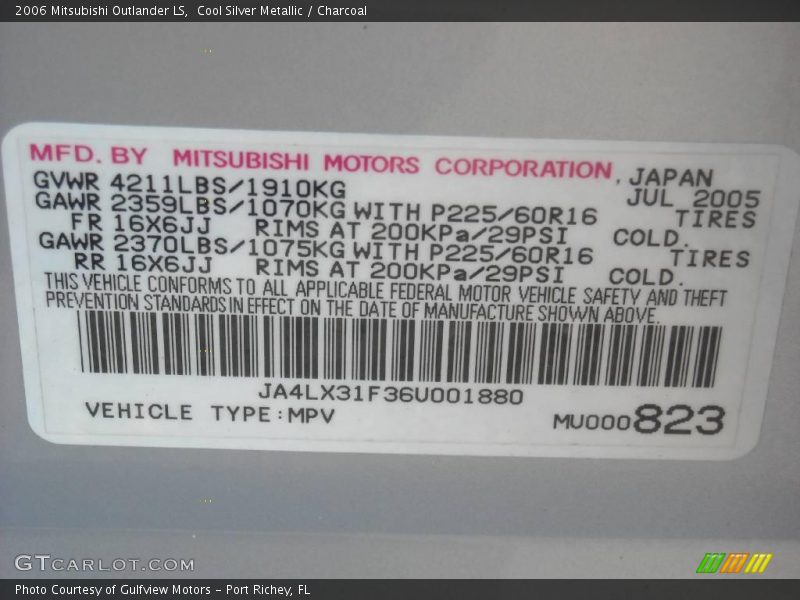 2006 Mitsubishi Outlander LS,  Cool Silver Metallic / Charcoal
MFD. BY MITSUBISHI MOTORS CORPORATION, JAPAN
GVWR 4211LBS/1910KG JUL 2005
GAWR 2359LBS/1070KG WITH P225/60R16 TIRES
FR 16X6JJ RIMS AT 200KPa/29PSI COLD.
GAWR 2370LBS/1075KG WITH P225/60R16 TIRES
RR 16X6JJ RIMS AT 200KPa/29PSI COLD.
THIS VEHICLE CONFORMS TO ALL APPLICABLE FEDERAL MOTOR VEHICLE SAFETY AND THEFT
PREVENTION STANDARDS IN EFFECT ON THE DATE OF MANUFACTURE SHOWN ABOVE.
JA4LX31F36U001880
VEHICLE TYPE:MPV MU000823
GTCARLOT.COM
Photo Courtesy of Gulfview Motors – Port Richey, FL